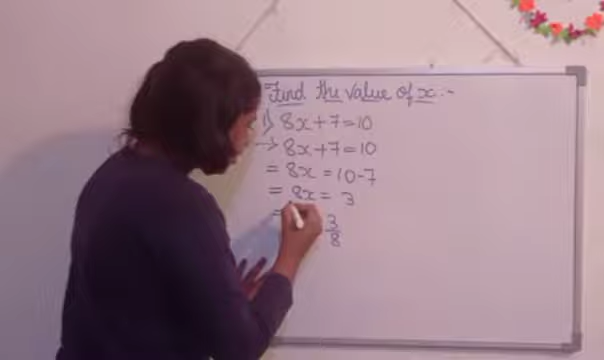 Find the value of x :-
1) 8x+7=10
→ 8x+7=10
= 8x = 10-7
= 8x = 3
= 3/8